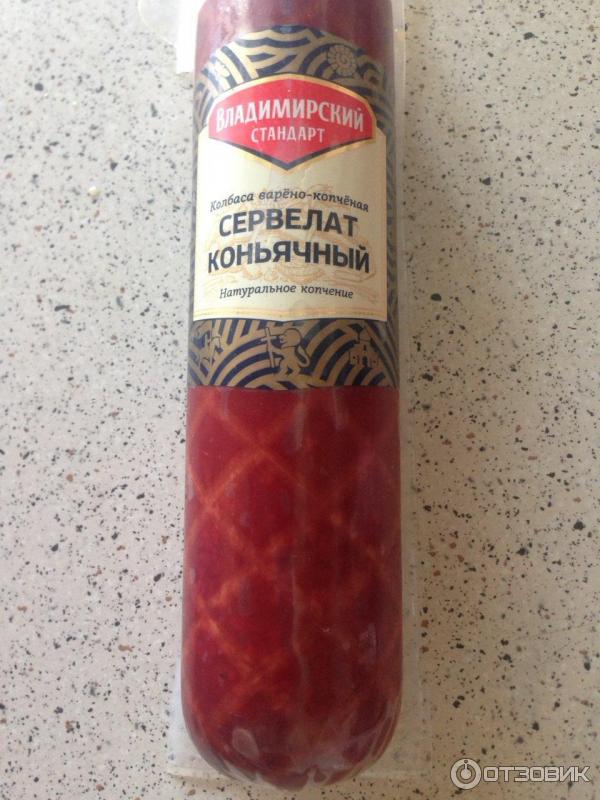 ВЛАДИМИРСКИЙ
СТАНДАРТ
Колбаса варёно-копчёная
СЕРВЕЛАТ
КОНЬЯЧНЫЙ
Натуральное копчение
ОТЗОВИК